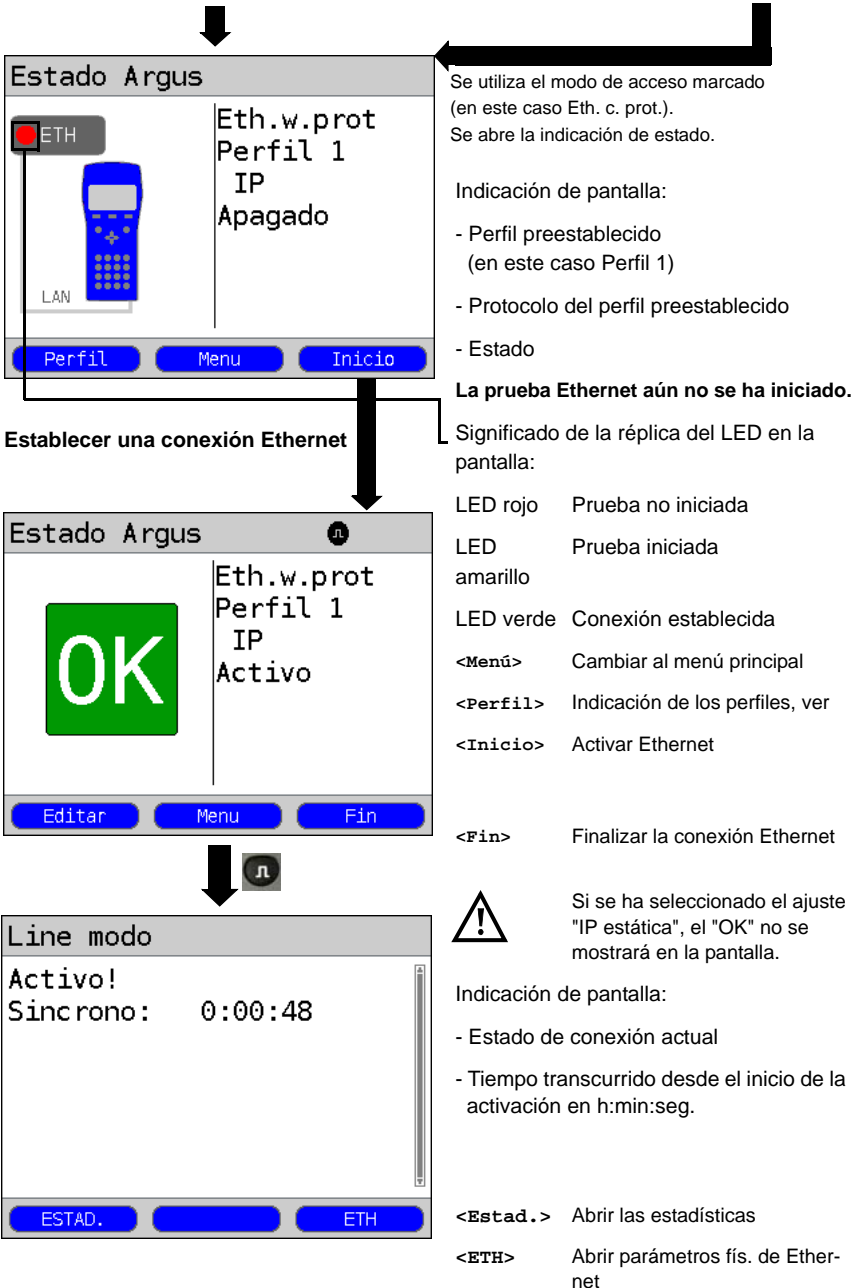 Estado Argus
ETH
LAN
Eth.w.prot
Perfil 1
IP
Apagado
Perfil
Menu
Inicio
Se utiliza el modo de acceso marcado
(en este caso Eth. c. prot.).
Se abre la indicación de estado.
Indicación de pantalla:
- Perfil preestablecido
(en este caso Perfil 1)
- Protocolo del perfil preestablecido
- Estado
La prueba Ethernet aún no se ha iniciado.
Establecer una conexión Ethernet
Significado de la réplica del LED en la
pantalla:
LED rojo Prueba no iniciada
LED Prueba iniciada
amarillo
LED verde Conexión establecida
<Menú> Cambiar al menú principal
<Perfil> Indicación de los perfiles, ver
<Inicio> Activar Ethernet
Estado Argus
OK
Eth.w.prot
Perfil 1
IP
Activo
Editar
Menu
Fin
<Fin> Finalizar la conexión Ethernet
Si se ha seleccionado el ajuste
"IP estática", el "OK" no se
mostrará en la pantalla.
Line modo
Activo!
Sincrono: 0:00:48
ESTAD.
ETH
Indicación de pantalla:
- Estado de conexión actual
- Tiempo transcurrido desde el inicio de la
activación en h:min:seg.
<Estad.> Abrir las estadísticas
<ETH> Abrir parámetros fís. de Ether-
net